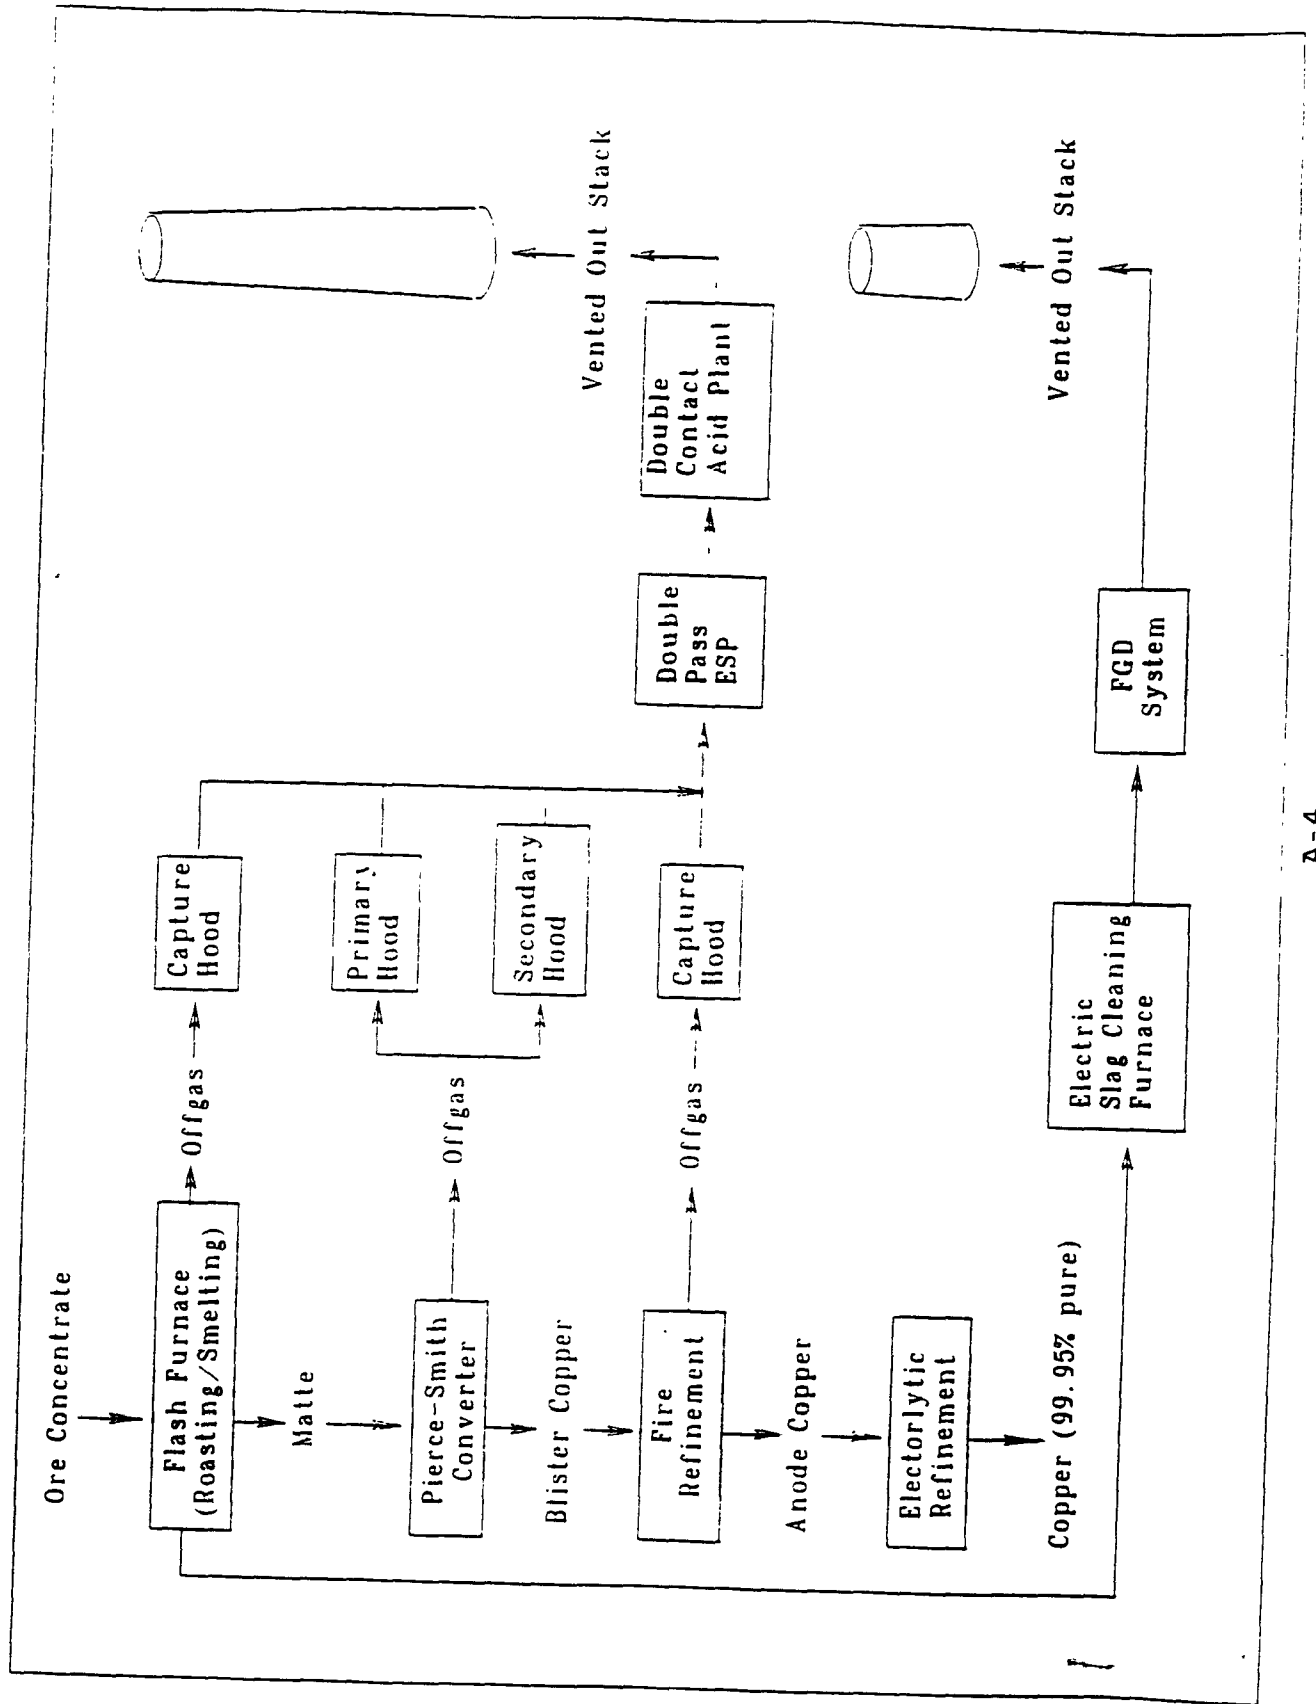 Ore Concentrate
Flash Furnace
(Roasting/Smelting)
Offgas
Capture
Hood
Matte
Primary
Hood
Pierce-Smith
Converter
Offgas
Secondary
Hood
Vented Out Stack
Blister Copper
Fire
Refinement
Offgas
Capture
Hood
Double
Pass
ESP
Double
Contact
Acid Plant
Anode Copper
Electorlytic
Refinement
Copper (99.95% pure)
Electric
Slag Cleaning
Furnace
FGD
System
Vented Out Stack
A-4